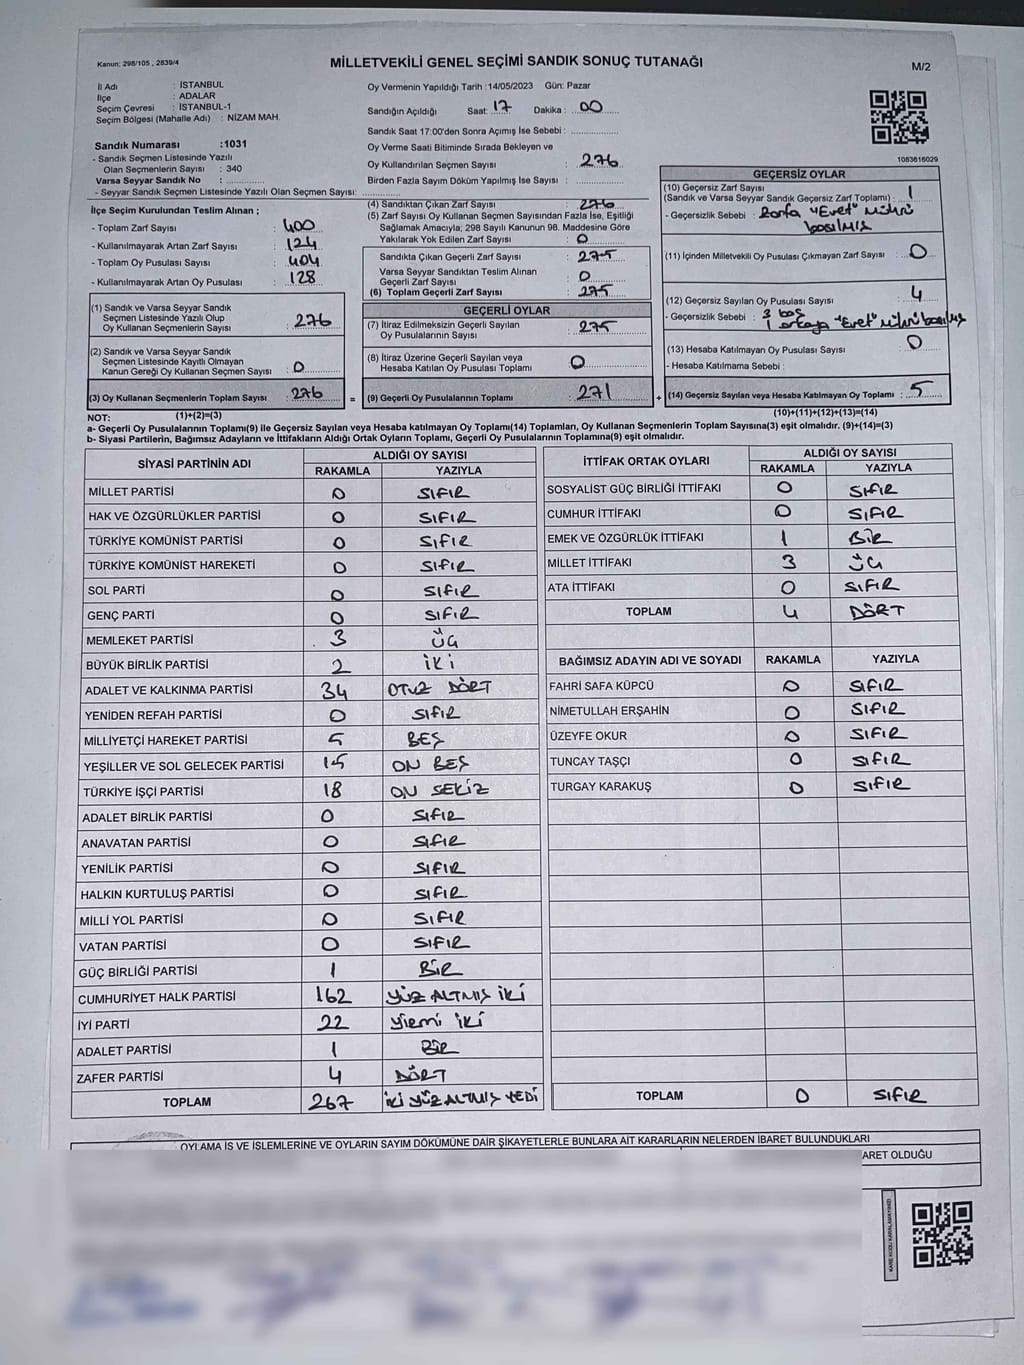 Kanun: 298/105 , 2839/4
MİLLETVEKİLİ GENEL SEÇİMİ SANDIK SONUÇ TUTANAĞI
M/2
İl Adı : İSTANBUL
İlçe : ADALAR
Seçim Çevresi : İSTANBUL-1
Seçim Bölgesi (Mahalle Adı) : NİZAM MAH.
Sandık Numarası :1031
- Sandık Seçmen Listesinde Yazılı
Olan Seçmenlerin Sayısı : 340
Varsa Seyyar Sandık No :
- Seyyar Sandık Seçmen Listesinde Yazılı Olan Seçmen Sayısı:
Oy Vermenin Yapıldığı Tarih :14/05/2023 Gün: Pazar
Sandığın Açıldığı Saat: 17 Dakika : 00
Sandık Saat 17:00'den Sonra Açmış İse Sebebi :
Oy Verme Saati Bitiminde Sırada Bekleyen ve
Oy Kullandırılan Seçmen Sayısı : 276
Birden Fazla Sayım Döküm Yapılmış İse Sayısı :
1083616029
İlçe Seçim Kurulundan Teslim Alınan ;
- Toplam Zarf Sayısı : 400
- Kullanılmayarak Artan Zarf Sayısı : 124
- Toplam Oy Pusulası Sayısı : 404
- Kullanılmayarak Artan Oy Pusulası : 128
(4) Sandıktan Çıkan Zarf Sayısı : 276
(5) Zarf Sayısı Oy Kullanan Seçmen Sayısından Fazla İse, Eşitliği
Sağlamak Amacıyla; 298 Sayılı Kanunun 98. Maddesine Göre
Yakılarak Yok Edilen Zarf Sayısı : 0
Sandıkta Çıkan Geçerli Zarf Sayısı : 275
Varsa Seyyar Sandıktan Teslim Alınan
Geçerli Zarf Sayısı : 0
(6) Toplam Geçerli Zarf Sayısı : 275
GEÇERSİZ OYLAR
(10) Geçersiz Zarf Sayısı
(Sandık ve Varsa Seyyar Sandık Geçersiz Zarf Toplamı) : 1
- Geçersizlik Sebebi : Zarfa "Evet" mührü
basılmış
(11) İçinden Milletvekili Oy Pusulası Çıkmayan Zarf Sayısı : 0
(12) Geçersiz Sayılan Oy Pusulası Sayısı : 4
- Geçersizlik Sebebi : 3 boş
1 arkaya "Evet" mührü basılmış
(13) Hesaba Katılmayan Oy Pusulası Sayısı : 0
- Hesaba Katılmama Sebebi :
(1) Sandık ve Varsa Seyyar Sandık
Seçmen Listesinde Yazılı Olup
Oy Kullanan Seçmenlerin Sayısı : 276
(2) Sandık ve Varsa Seyyar Sandık
Seçmen Listesinde Kayıtlı Olmayan
Kanun Gereği Oy Kullanan Seçmen Sayısı : 0
GEÇERLİ OYLAR
(7) İtiraz Edilmeksizin Geçerli Sayılan
Oy Pusulalarının Sayısı : 275
(8) İtiraz Üzerine Geçerli Sayılan veya
Hesaba Katılan Oy Pusulası Toplamı : 0
(3) Oy Kullanan Seçmenlerin Toplam Sayısı : 276 = (9) Geçerli Oy Pusulalarının Toplamı : 271 + (14) Geçersiz Sayılan veya Hesaba Katılmayan Oy Toplamı : 5
NOT: (1)+(2)=(3) (10)+(11)+(12)+(13)=(14)
a- Geçerli Oy Pusulalarının Toplamı(9) ile Geçersiz Sayılan veya Hesaba Katılmayan Oy Toplamı(14) Toplamları, Oy Kullanan Seçmenlerin Toplam Sayısına(3) eşit olmalıdır. (9)+(14)=(3)
b- Siyasi Partilerin, Bağımsız Adayların ve İttifakların Aldığı Ortak Oyların Toplamı, Geçerli Oy Pusulalarının Toplamına(9) eşit olmalıdır.
SİYASİ PARTİNİN ADI ALDIĞI OY SAYISI
RAKAMLA YAZIYLA
MİLLET PARTİSİ 0 SIFIR
HAK VE ÖZGÜRLÜKLER PARTİSİ 0 SIFIR
TÜRKİYE KOMÜNİST PARTİSİ 0 SIFIR
TÜRKİYE KOMÜNİST HAREKETİ 0 SIFIR
SOL PARTİ 0 SIFIR
GENÇ PARTİ 0 SIFIR
MEMLEKET PARTİSİ 3 ÜÇ
BÜYÜK BİRLİK PARTİSİ 2 İKİ
ADALET VE KALKINMA PARTİSİ 34 OTUZ DÖRT
YENİDEN REFAH PARTİSİ 0 SIFIR
MİLLİYETÇİ HAREKET PARTİSİ 5 BEŞ
YEŞİLLER VE SOL GELECEK PARTİSİ 15 ON BEŞ
TÜRKİYE İŞÇİ PARTİSİ 18 ON SEKİZ
ADALET BİRLİK PARTİSİ 0 SIFIR
ANAVATAN PARTİSİ 0 SIFIR
YENİLİK PARTİSİ 0 SIFIR
HALKIN KURTULUŞ PARTİSİ 0 SIFIR
MİLLİ YOL PARTİSİ 0 SIFIR
VATAN PARTİSİ 0 SIFIR
GÜÇ BİRLİĞİ PARTİSİ 1 BİR
CUMHURİYET HALK PARTİSİ 162 YÜZ ALTMIŞ İKİ
İYİ PARTİ 22 YİRMİ İKİ
ADALET PARTİSİ 1 BİR
ZAFER PARTİSİ 4 DÖRT
TOPLAM 267 İKİ YÜZ ALTMIŞ YEDİ
İTTİFAK ORTAK OYLARI ALDIĞI OY SAYISI
RAKAMLA YAZIYLA
SOSYALİST GÜÇ BİRLİĞİ İTTİFAKI 0 SIFIR
CUMHUR İTTİFAKI 0 SIFIR
EMEK VE ÖZGÜRLÜK İTTİFAKI 1 BİR
MİLLET İTTİFAKI 3 ÜÇ
ATA İTTİFAKI 0 SIFIR
TOPLAM 4 DÖRT
BAĞIMSIZ ADAYIN ADI VE SOYADI RAKAMLA YAZIYLA
FAHRİ SAFA KÜPCÜ 0 SIFIR
NİMETULLAH ERŞAHİN 0 SIFIR
ÜZEYFE OKUR 0 SIFIR
TUNCAY TAŞÇI 0 SIFIR
TURGAY KARAKUŞ 0 SIFIR
TOPLAM 0 SIFIR
OYLAMA İŞ VE İŞLEMLERİNE VE OYLARIN SAYIM DÖKÜMÜNE DAİR ŞİKAYETLERLE BUNLARA AİT KARARLARIN NELERDEN İBARET BULUNDUKLARI
ARET OLDUĞU
KARE KODU KARALAMAYINIZ!